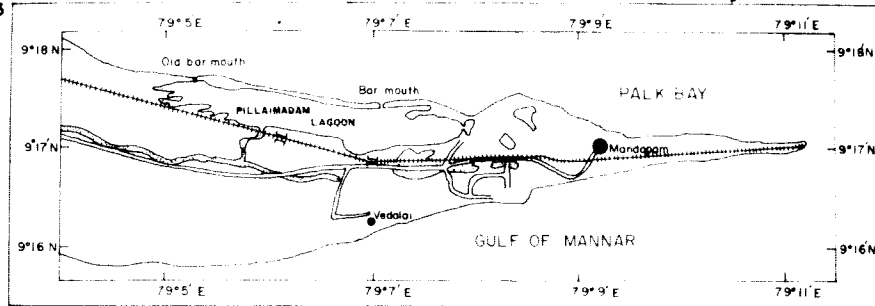 79°5'E 79°7'E 79°9'E 79°11'E
9°18'N 9°18'N
Old bar mouth
Bar mouth
PALK BAY
PILLAIMADAM
LAGOON
9°17'N Mandapam 9°17'N
Vedalai
GULF OF MANNAR
9°16'N 9°16'N
79°5'E 79°7'E 79°9'E 79°11'E